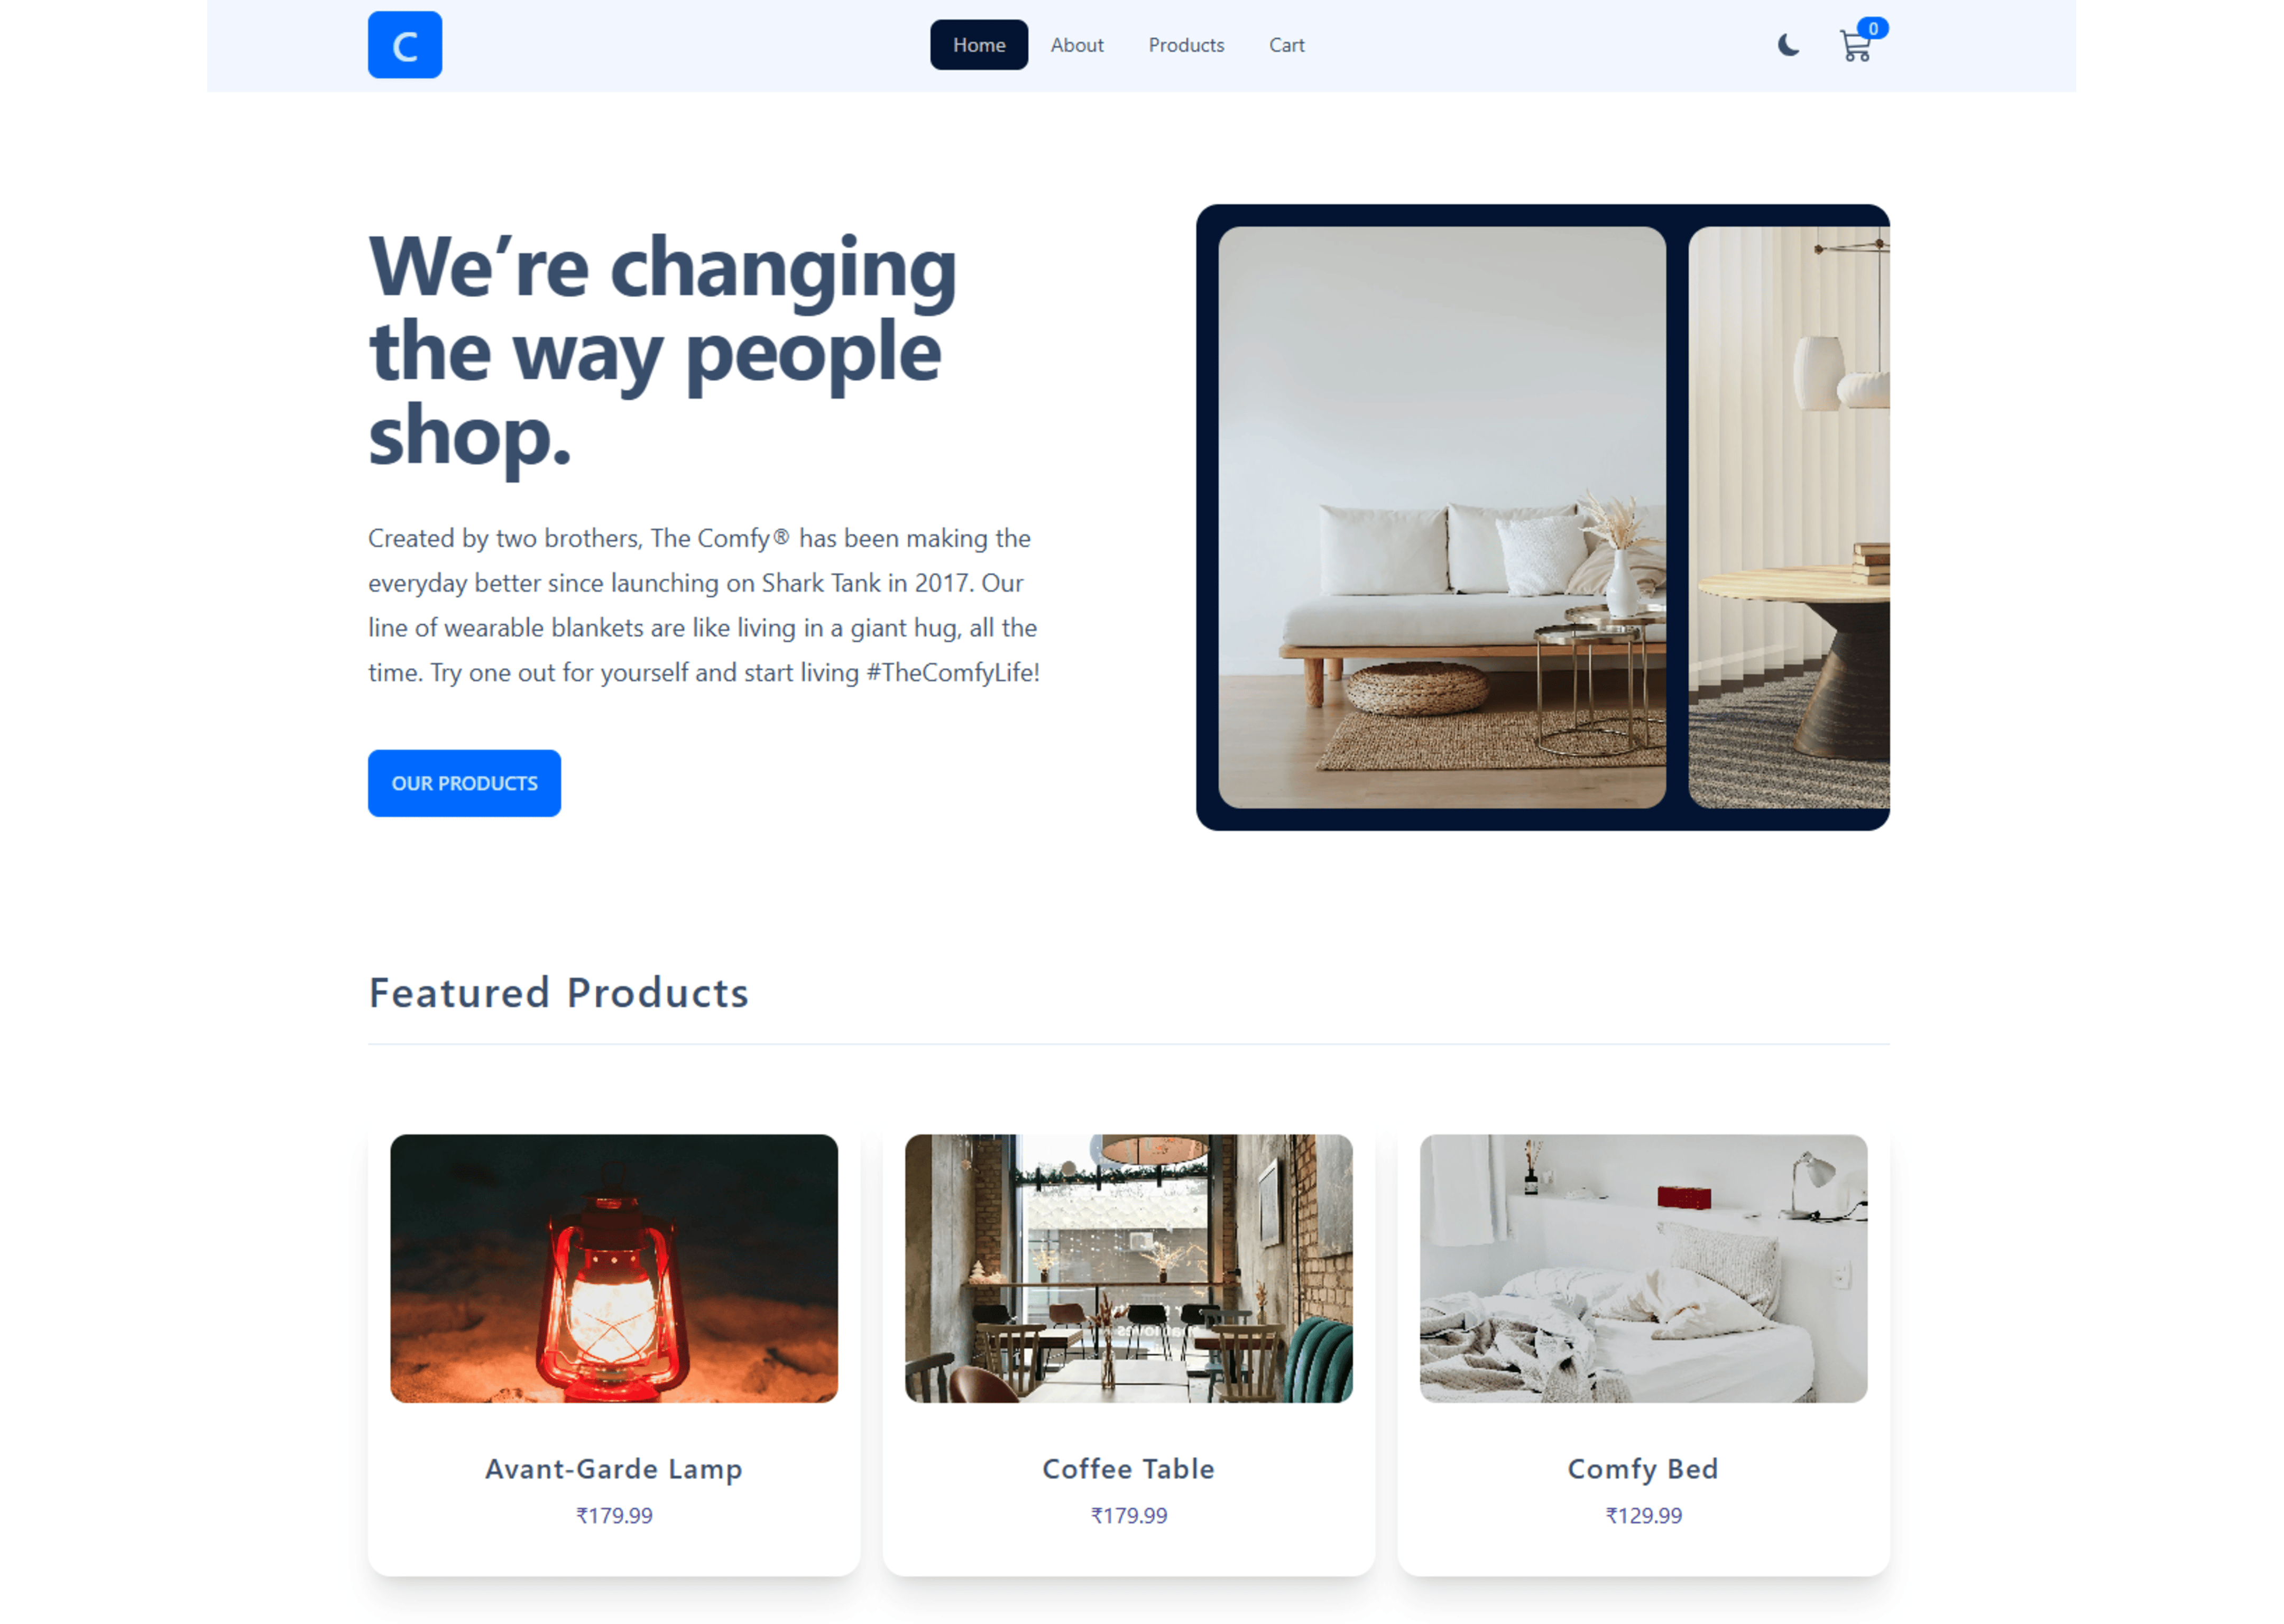 C
Home About Products Cart
0
We’re changing
the way people
shop.
Created by two brothers, The Comfy® has been making the
everyday better since launching on Shark Tank in 2017. Our
line of wearable blankets are like living in a giant hug, all the
time. Try one out for yourself and start living #TheComfyLife!
OUR PRODUCTS
Featured Products
Avant-Garde Lamp
₹179.99
Coffee Table
₹179.99
Comfy Bed
₹129.99